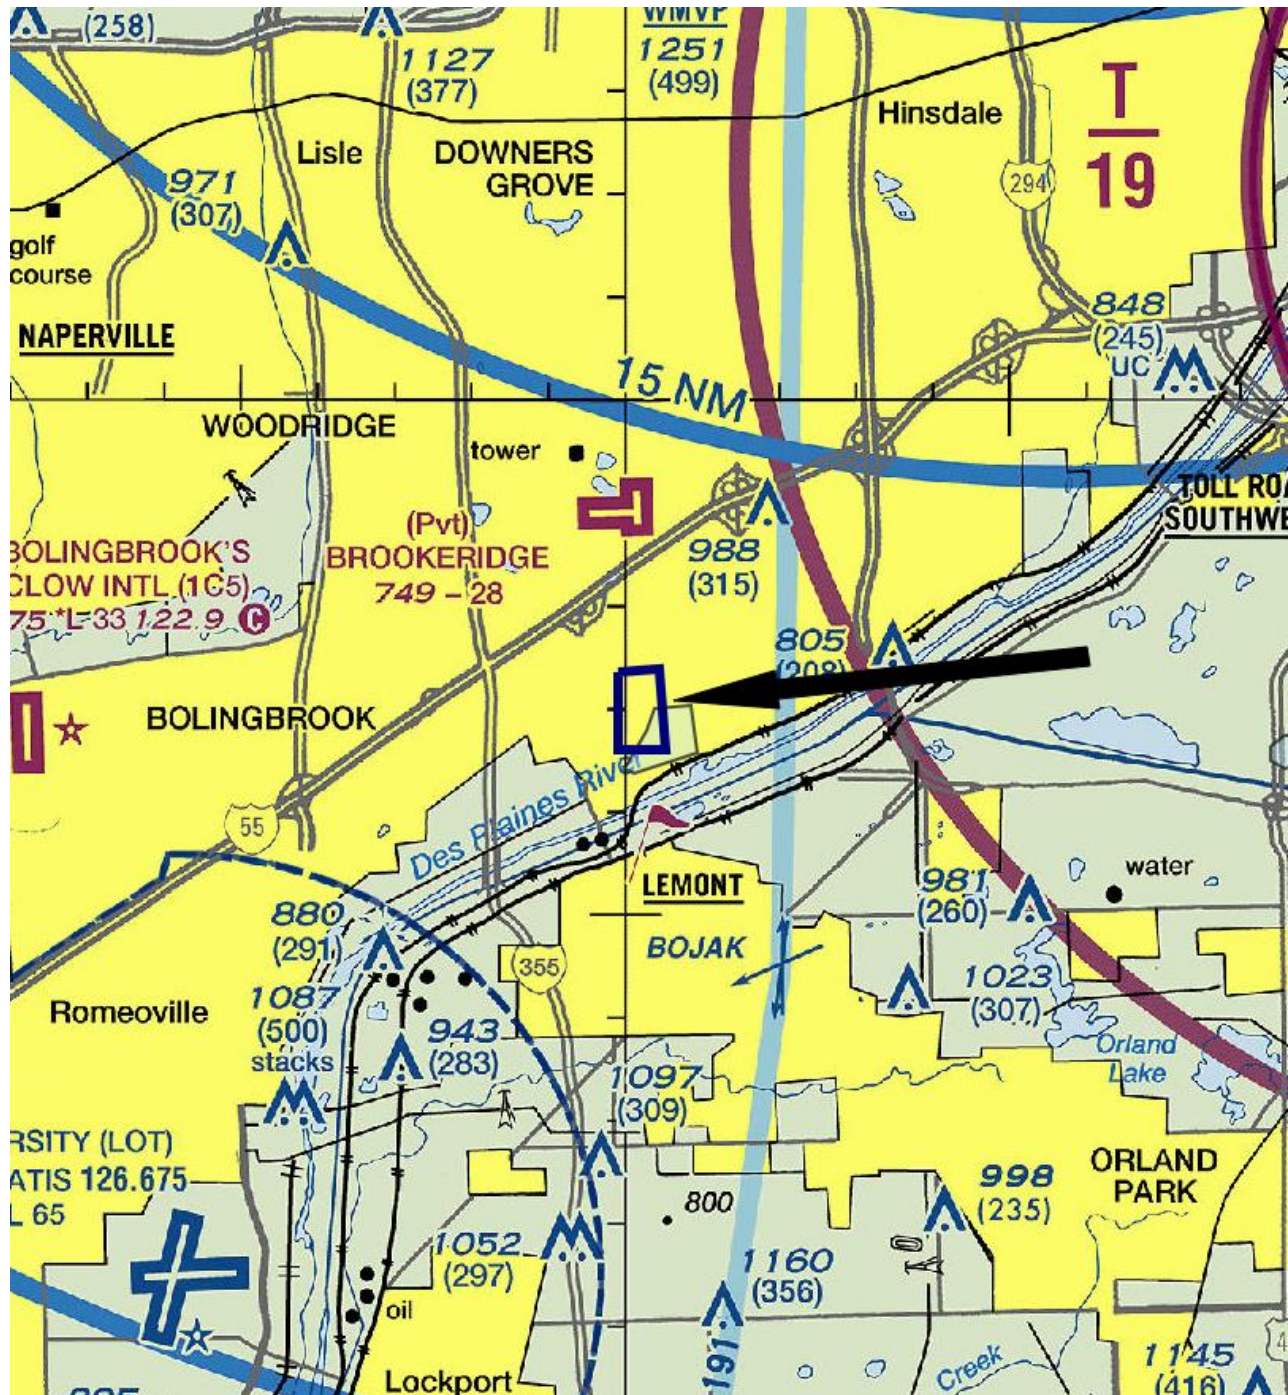 (258)
WMVP
1251
(499)
1127
(377)
Hinsdale
T
19
Lisle
DOWNERS
GROVE
294
971
(307)
golf
course
NAPERVILLE
848
(245)
UC
15 NM
WOODRIDGE
tower
TOLL ROA
SOUTHWE
(Pvt)
BROOKERIDGE
749 - 28
BOLINGBROOK'S
CLOW INTL (1C5)
75 *L 33 122.9 C
988
(315)
805
(208)
BOLINGBROOK
Des Plaines River
55
LEMONT
water
981
(260)
880
(291)
BOJAK
355
1023
(307)
Romeoville
1087
(500)
stacks
943
(283)
Orland
Lake
1097
(309)
RSITY (LOT)
ATIS 126.675
L 65
ORLAND
PARK
998
(235)
800
1052
(297)
1160
(356)
oil
191
Creek
1145
(416)
4
Lockport